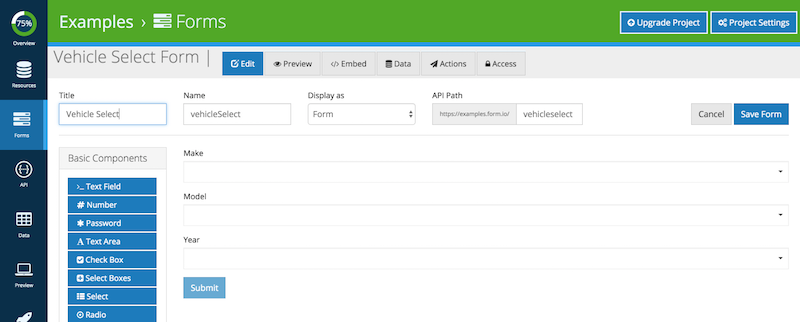 75%
Overview
Resources
Forms
API
Data
Preview
Examples › Forms
Upgrade Project
Project Settings
Vehicle Select Form |
Edit
Preview
Embed
Data
Actions
Access
Title
Name
Display as
API Path
Vehicle Select
vehicleSelect
Form
https://examples.form.io/
vehicleselect
Cancel
Save Form
Basic Components
Text Field
Number
Password
Text Area
Check Box
Select Boxes
Select
Radio
Make
Model
Year
Submit